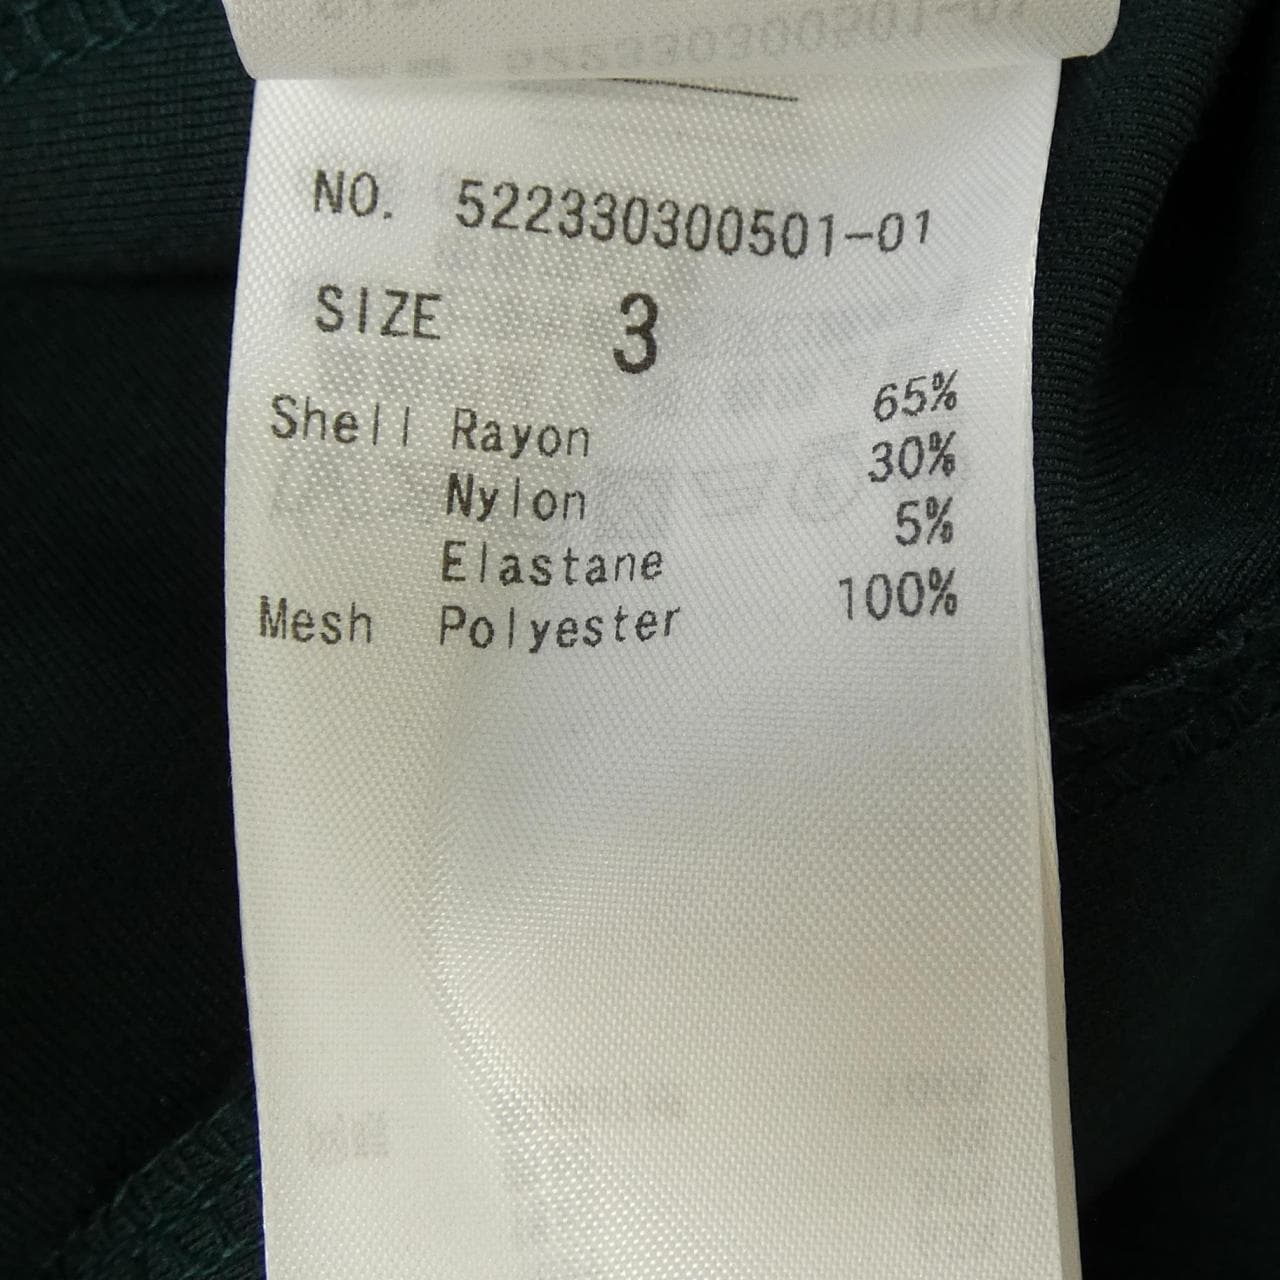 NO. 522330300501-01
SIZE 3
Shell Rayon 65%
Nylon 30%
Elastane 5%
Mesh Polyester 100%